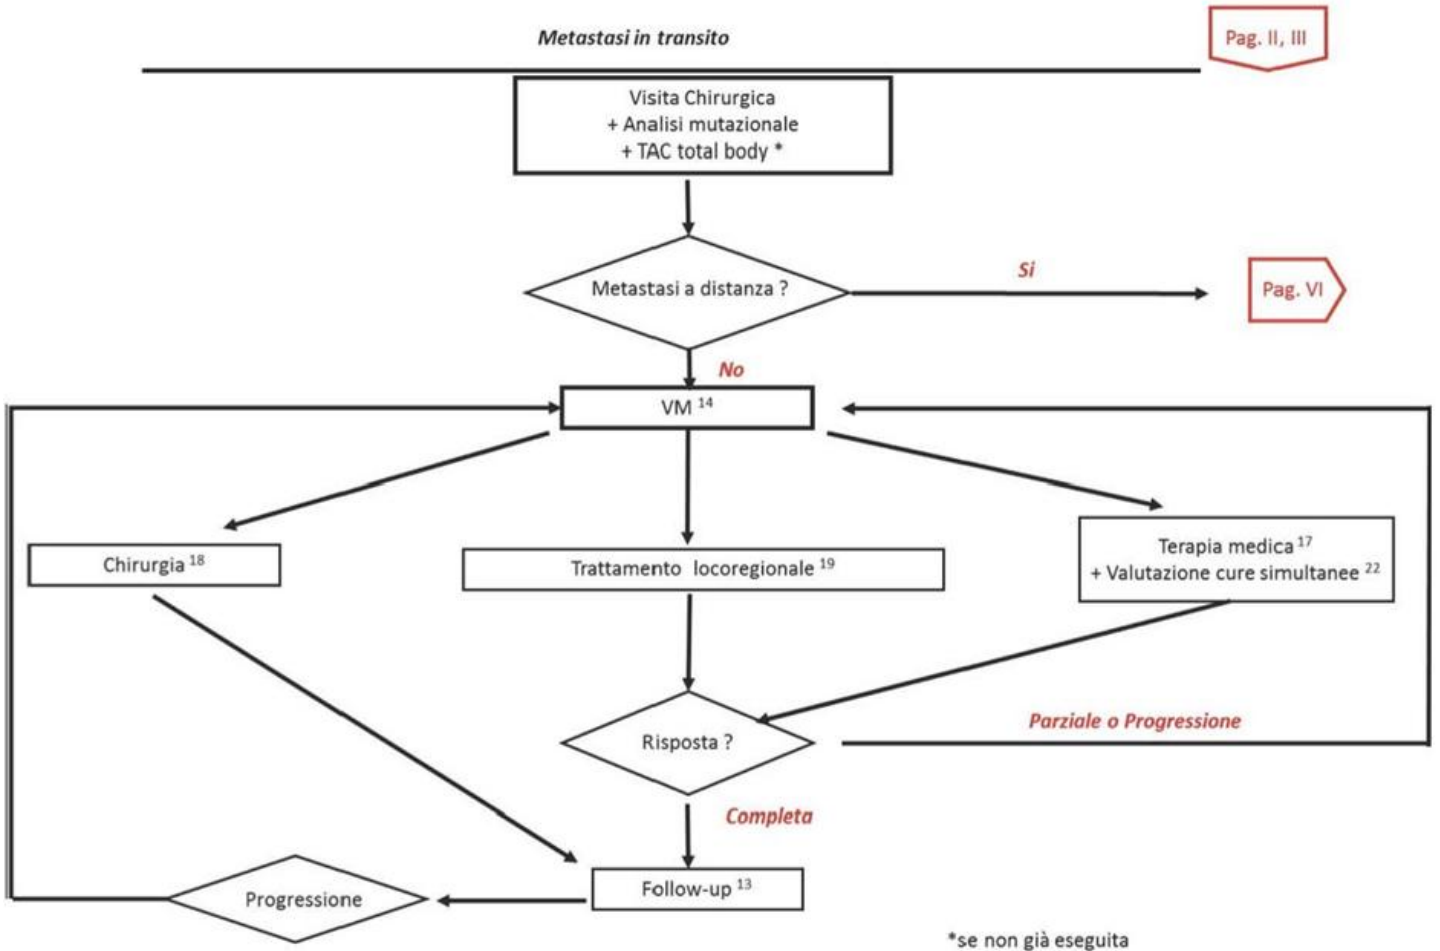 Metastasi in transito
Pag. II, III
Visita Chirurgica
+ Analisi mutazionale
+ TAC total body *
Metastasi a distanza ?
Si
Pag. VI
No
VM 14
Chirurgia 18
Trattamento locoregionale 19
Terapia medica 17
+ Valutazione cure simultanee 22
Risposta ?
Parziale o Progressione
Completa
Follow-up 13
Progressione
*se non già eseguita